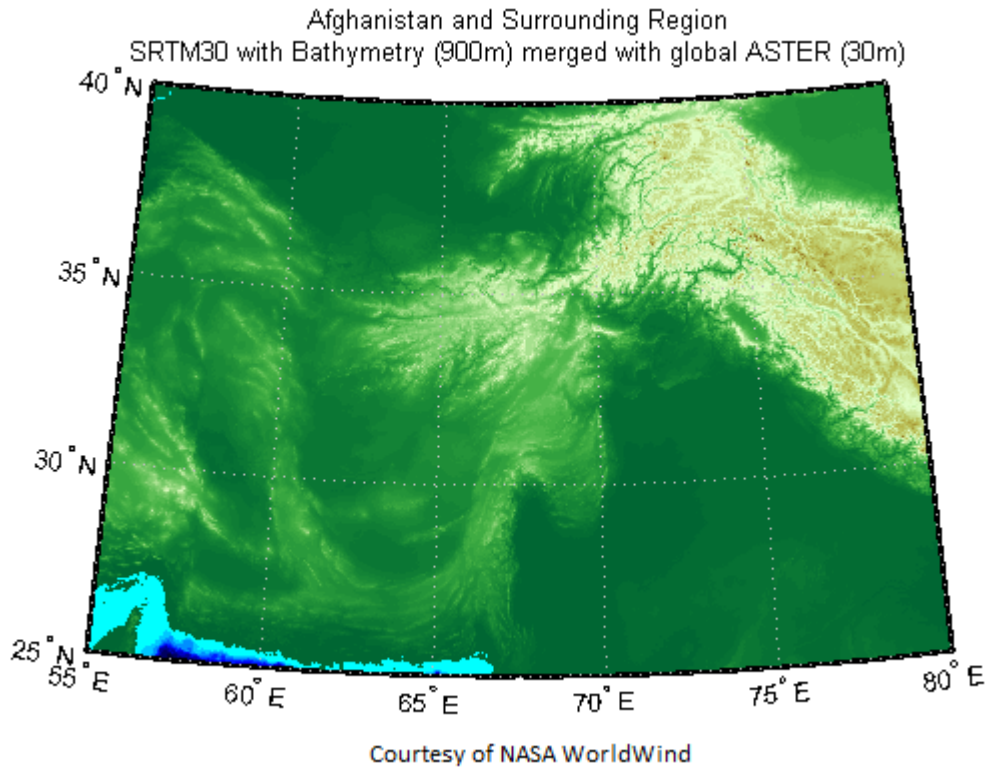 Afghanistan and Surrounding Region
SRTM30 with Bathymetry (900m) merged with global ASTER (30m)
40° N
35° N
30° N
25° N
55° E
60° E
65° E
70° E
75° E
80° E
Courtesy of NASA WorldWind